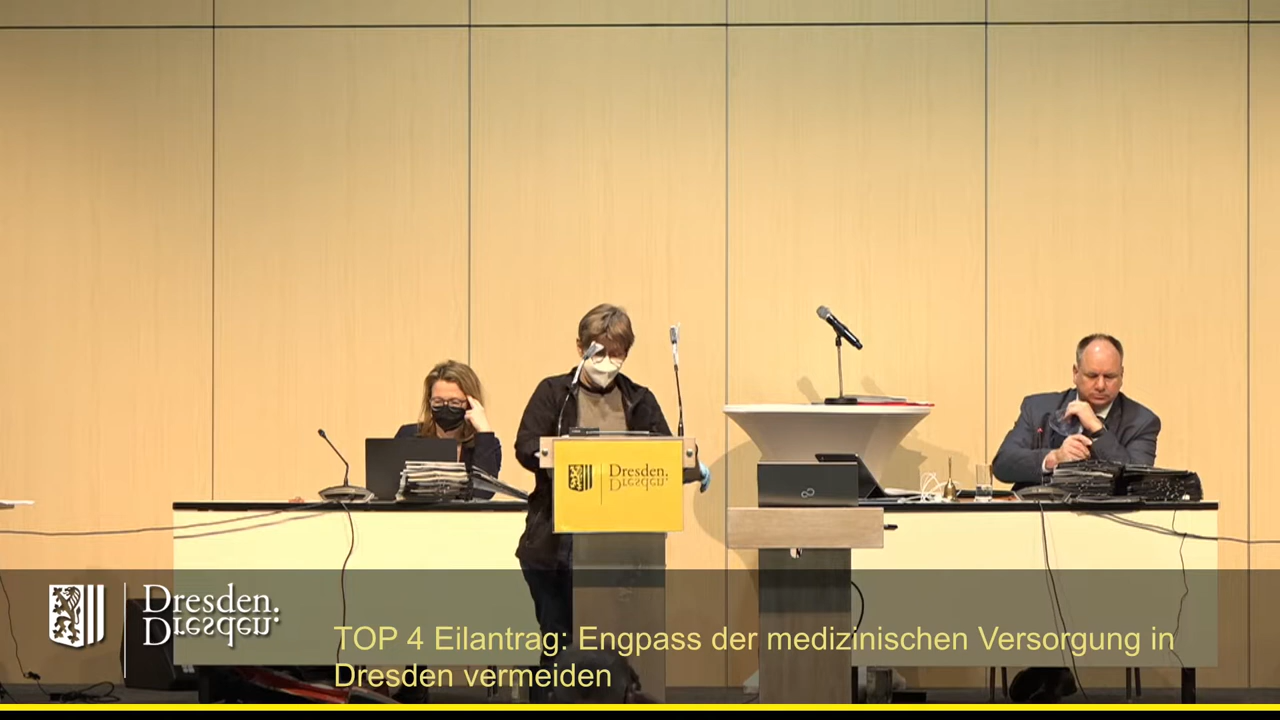 Dresden.
Dresden.
Dresden.
Dresden.
TOP 4 Eilantrag: Engpass der medizinischen Versorgung in
Dresden vermeiden